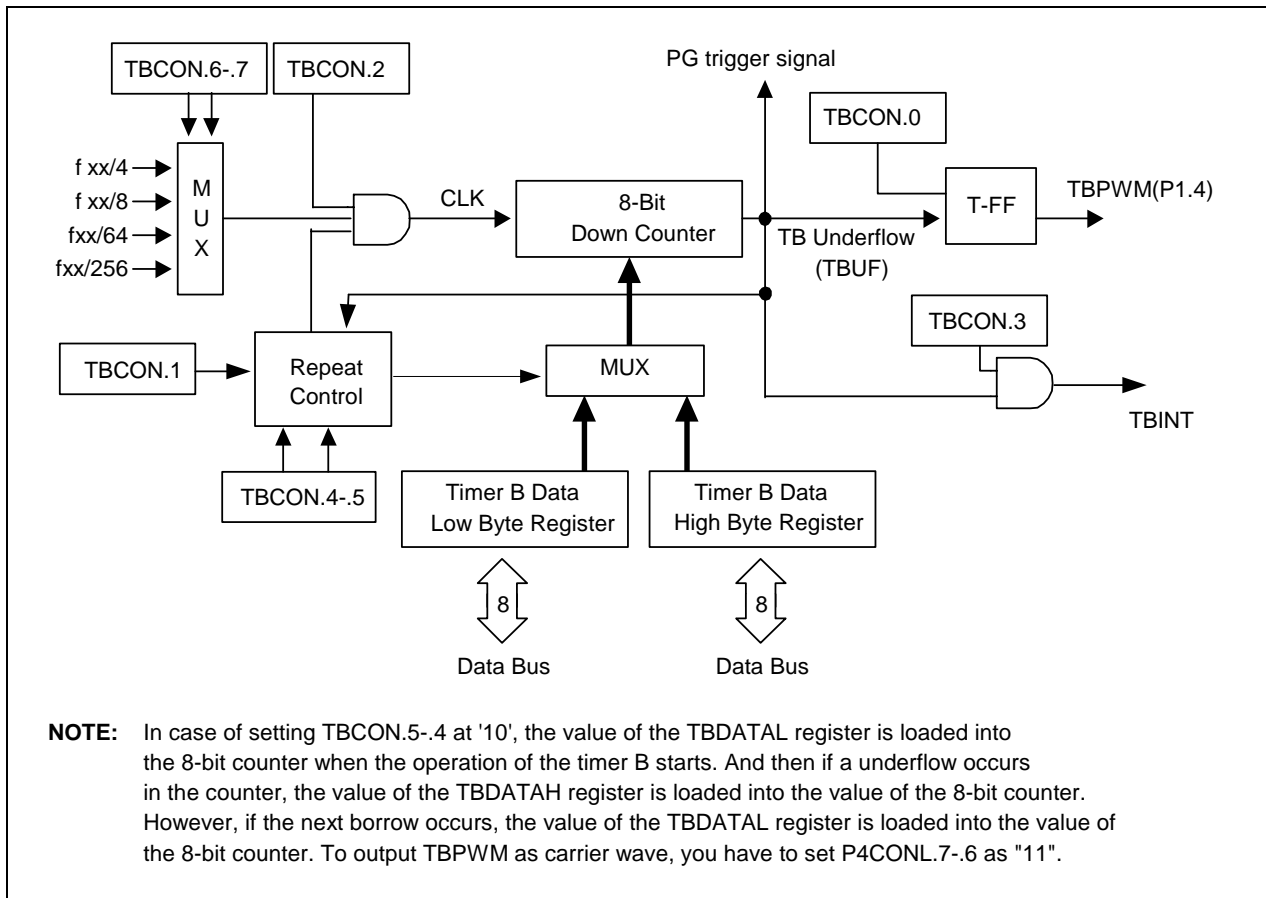 PG trigger signal
TBCON.6-.7
TBCON.2
TBCON.0
f xx/4
f xx/8
fxx/64
fxx/256
M
U
X
CLK
8-Bit
Down Counter
T-FF
TBPWM(P1.4)
TB Underflow
(TBUF)
TBCON.3
TBCON.1
Repeat
Control
MUX
TBINT
TBCON.4-.5
Timer B Data
Low Byte Register
Timer B Data
High Byte Register
8
8
Data Bus
Data Bus
NOTE: In case of setting TBCON.5-.4 at '10', the value of the TBDATAL register is loaded into
the 8-bit counter when the operation of the timer B starts. And then if a underflow occurs
in the counter, the value of the TBDATAH register is loaded into the value of the 8-bit counter.
However, if the next borrow occurs, the value of the TBDATAL register is loaded into the value of
the 8-bit counter. To output TBPWM as carrier wave, you have to set P4CONL.7-.6 as "11".